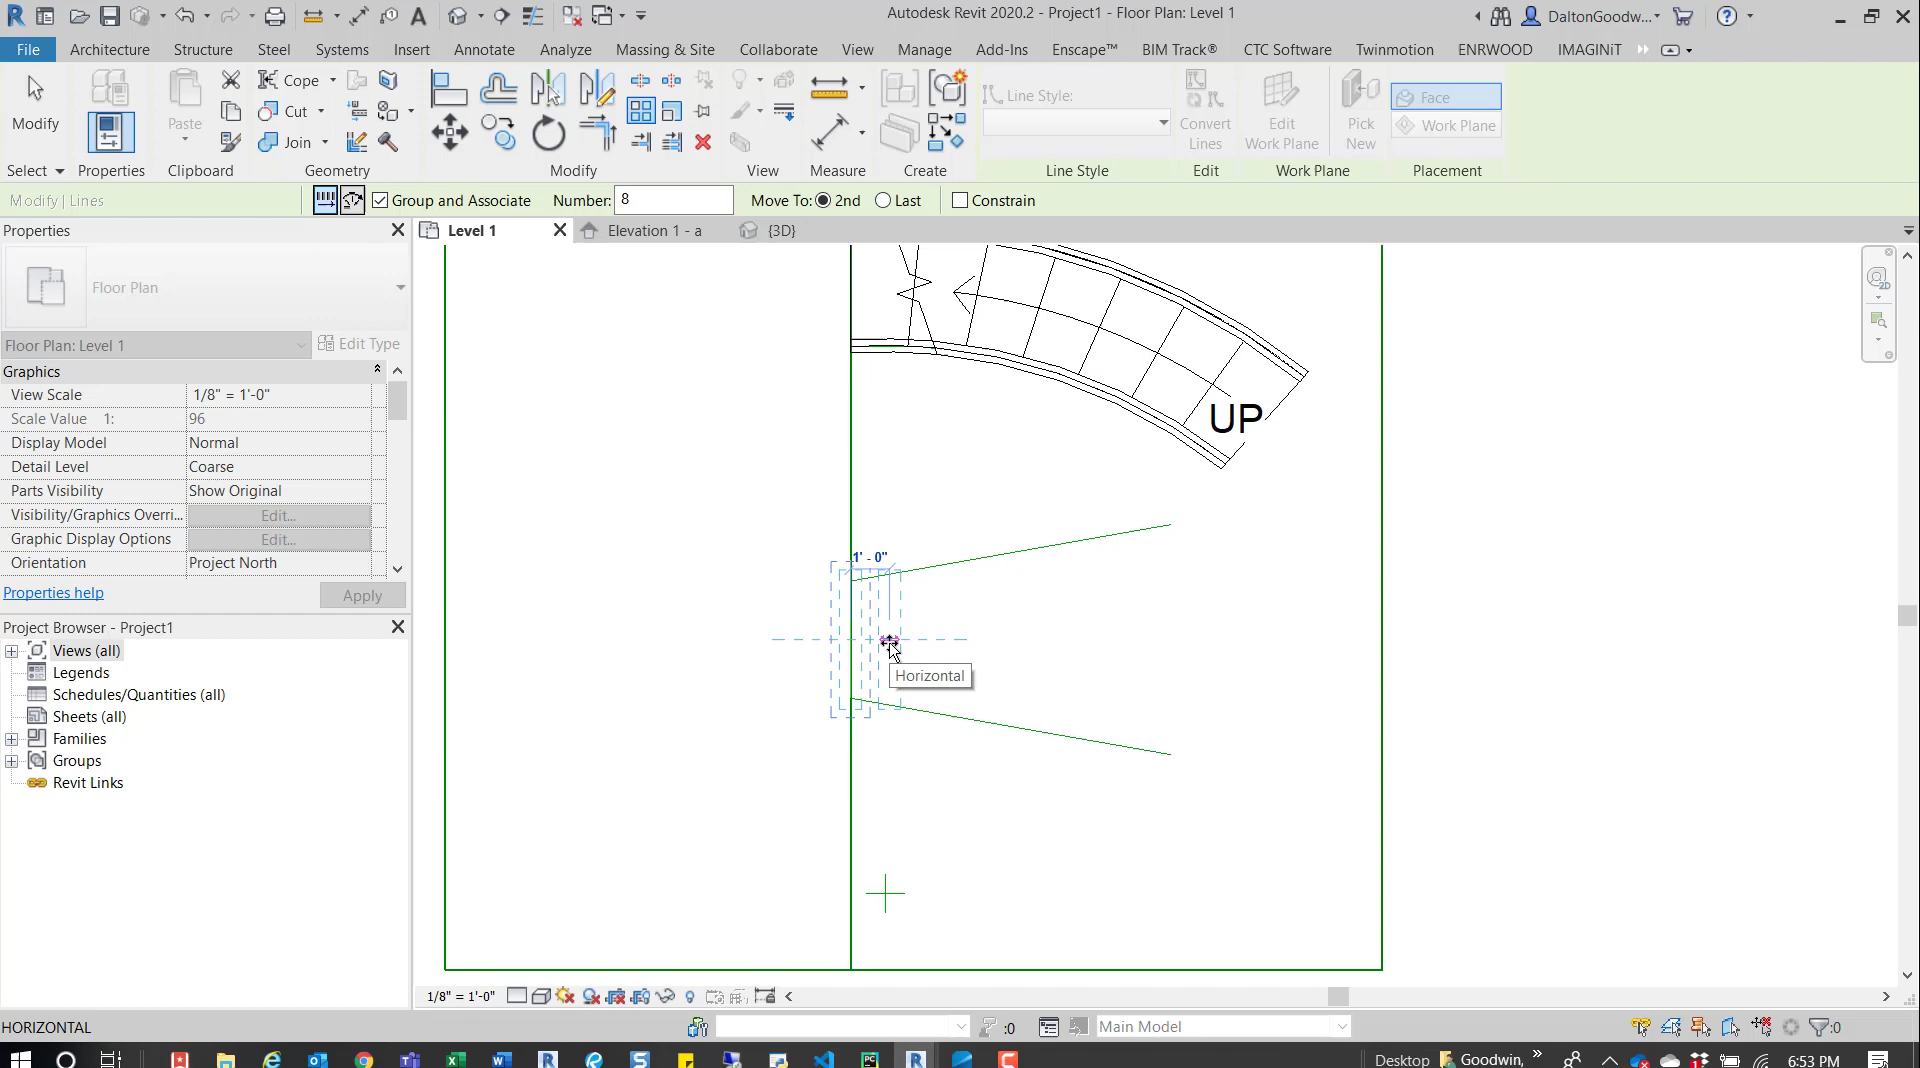 Autodesk Revit 2020.2 - Project1 - Floor Plan: Level 1
DaltonGoodw...
File Architecture Structure Steel Systems Insert Annotate Analyze Massing & Site Collaborate View Manage Add-Ins Enscape™ BIM Track® CTC Software Twinmotion ENRWOOD IMAGINiT
Modify
Paste
Cope
Cut
Join
Line Style:
Convert Lines
Edit Work Plane
Pick New
Face
Work Plane
Select Properties Clipboard Geometry Modify View Measure Create Line Style Edit Work Plane Placement
Modify | Lines
Group and Associate Number: 8 Move To: 2nd Last Constrain
Properties
Level 1
Elevation 1 - a
{3D}
Floor Plan
Floor Plan: Level 1
Edit Type
Graphics
View Scale 1/8" = 1'-0"
Scale Value 1: 96
Display Model Normal
Detail Level Coarse
Parts Visibility Show Original
Visibility/Graphics Overri... Edit...
Graphic Display Options Edit...
Orientation Project North
Properties help
Apply
Project Browser - Project1
Views (all)
Legends
Schedules/Quantities (all)
Sheets (all)
Families
Groups
Revit Links
UP
1' - 0"
Horizontal
2D
1/8" = 1'-0"
HORIZONTAL
:0
Main Model
:0
Desktop
Goodwin,
6:53 PM